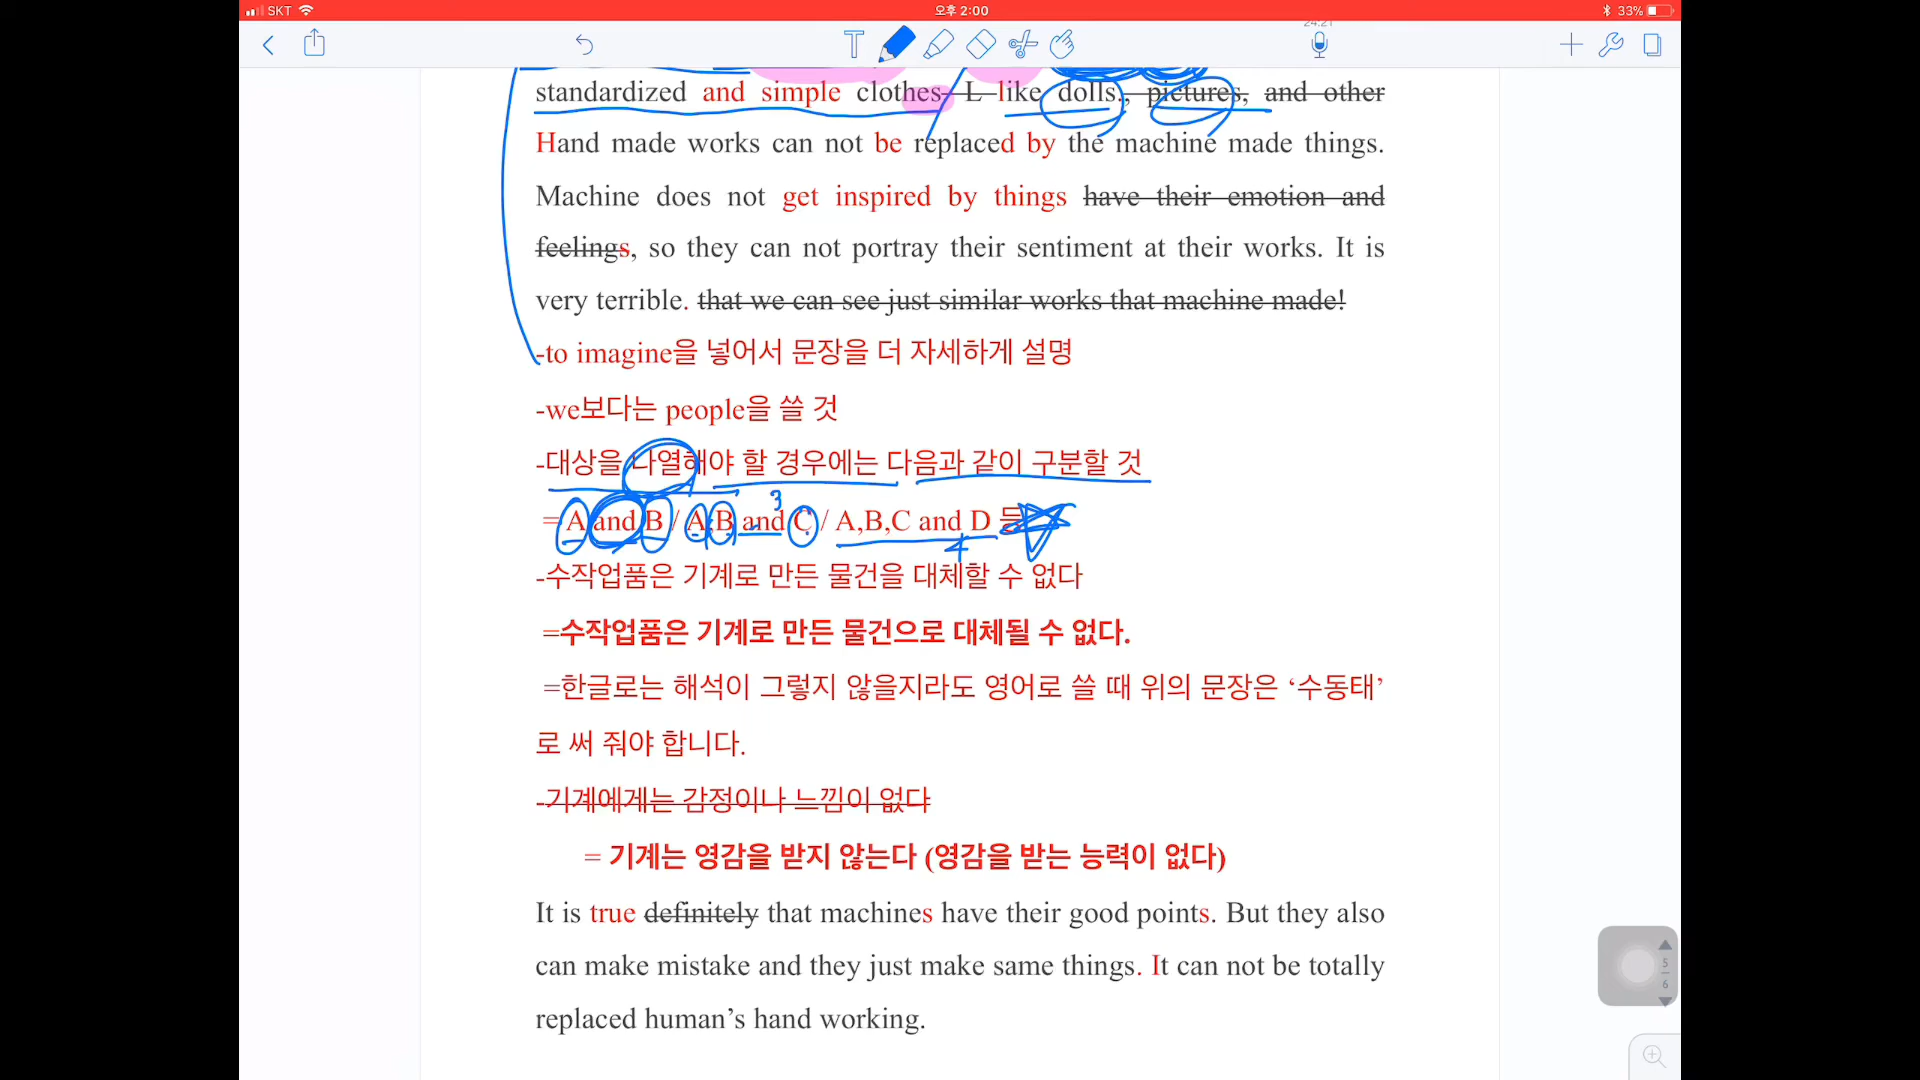 SKT
오후 2:00
33%
24:21
standardized and simple clothes L like dolls., pictures, and other
Hand made works can not be replaced by the machine made things.
Machine does not get inspired by things have their emotion and
feelings, so they can not portray their sentiment at their works. It is
very terrible. that we can see just similar works that machine made!
-to imagine을 넣어서 문장을 더 자세하게 설명
-we보다는 people을 쓸 것
-대상을 나열해야 할 경우에는 다음과 같이 구분할 것
3
=A and B / A,B and C / A,B,C and D 등
4
-수작업품은 기계로 만든 물건을 대체할 수 없다
=수작업품은 기계로 만든 물건으로 대체될 수 없다.
=한글로는 해석이 그렇지 않을지라도 영어로 쓸 때 위의 문장은 ‘수동태’
로 써 줘야 합니다.
-기계에게는 감정이나 느낌이 없다
= 기계는 영감을 받지 않는다 (영감을 받는 능력이 없다)
It is true definitely that machines have their good points. But they also
can make mistake and they just make same things. It can not be totally
replaced human’s hand working.
5
6